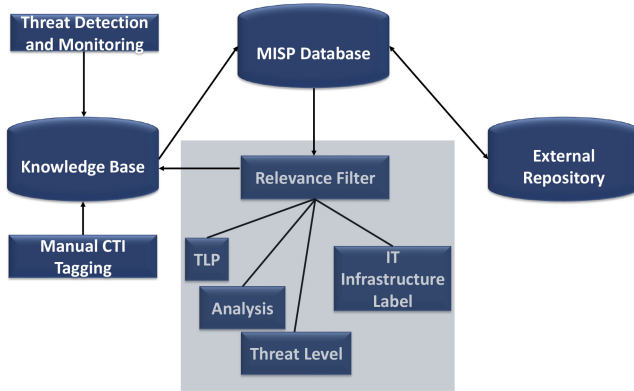 Threat Detection
and Monitoring
MISP Database
Knowledge Base
External
Repository
Relevance Filter
Manual CTI
Tagging
TLP
IT
Infrastructure
Label
Analysis
Threat Level